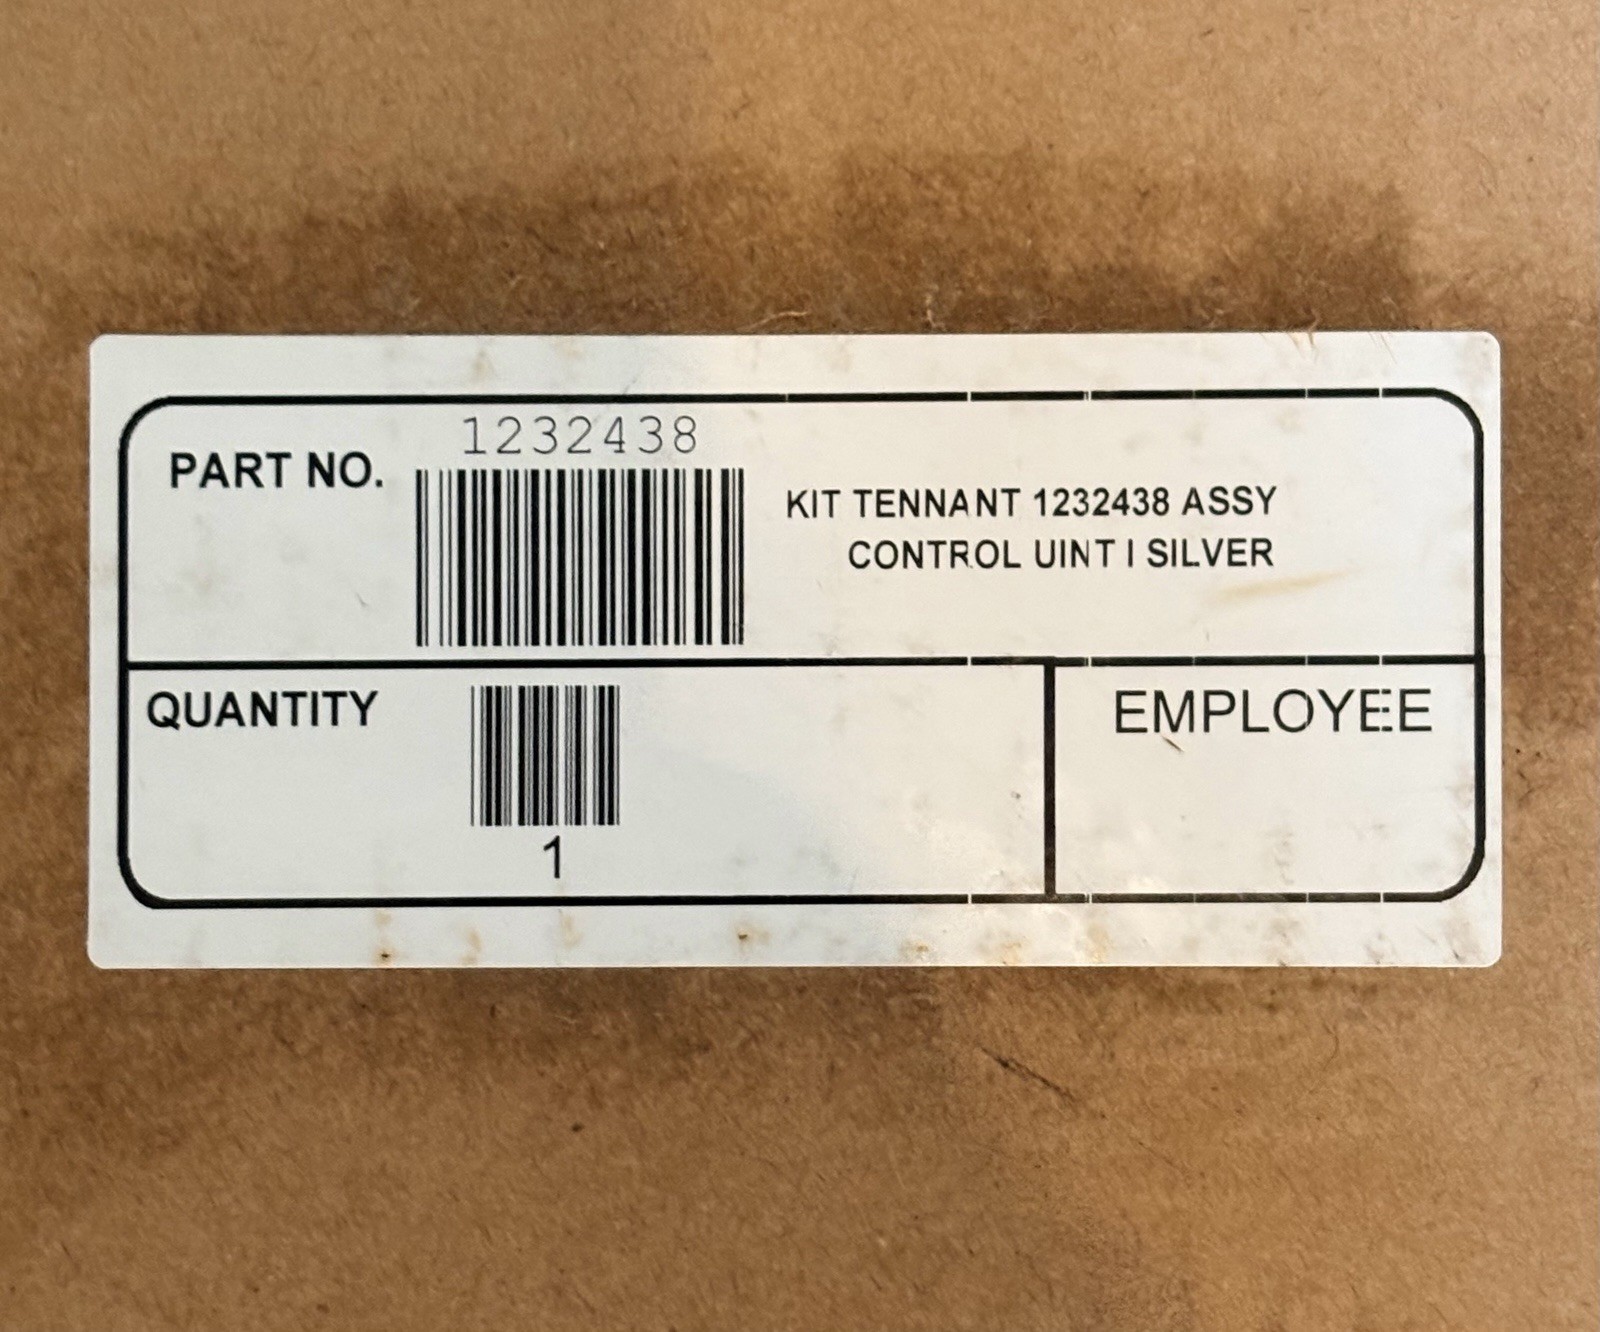 1232438
PART NO.
KIT TENNANT 1232438 ASSY
CONTROL UINT I SILVER
QUANTITY
1
EMPLOYEE